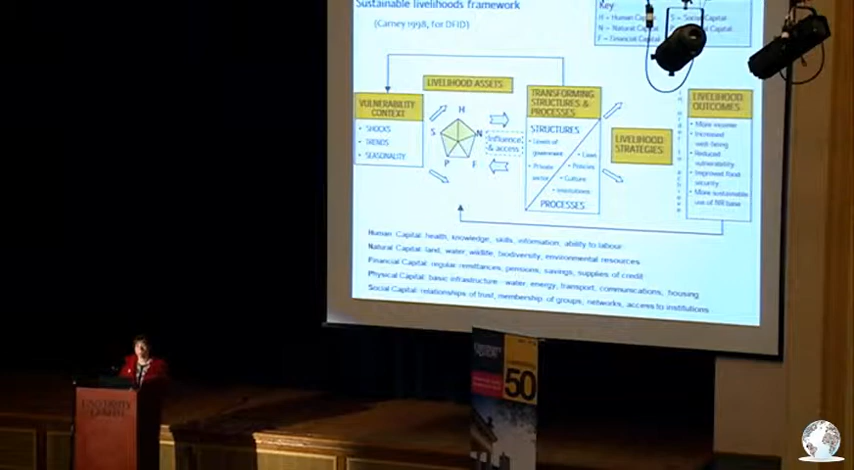 Sustainable livelihoods framework
(Carney 1998, for DFID)
Key
H = Human Capital
S = Social Capital
N = Natural Capital
Capital
F = Financial Capital
LIVELIHOOD ASSETS
VULNERABILITY
CONTEXT
• SHOCKS
• TRENDS
• SEASONALITY
H
S
N
P
F
Influence
& access
TRANSFORMING
STRUCTURES &
PROCESSES
STRUCTURES
• Levels of
government
• Private
sector
• Laws
• Policies
• Culture
• Institutions
PROCESSES
LIVELIHOOD
STRATEGIES
LIVELIHOOD
OUTCOMES
• More income
• Increased
well-being
• Reduced
vulnerability
• Improved food
security
• More sustainable
use of NR base
Human Capital: health, knowledge, skills, information, ability to labour
Natural Capital: land, water, wildlife, biodiversity, environmental resources
Financial Capital: regular remittances, pensions, savings, supplies of credit
Physical Capital: basic infrastructure - water, energy, transport, communications, housing
Social Capital: relationships of trust, membership of groups, networks, access to institutions
50
UNIVERSITY